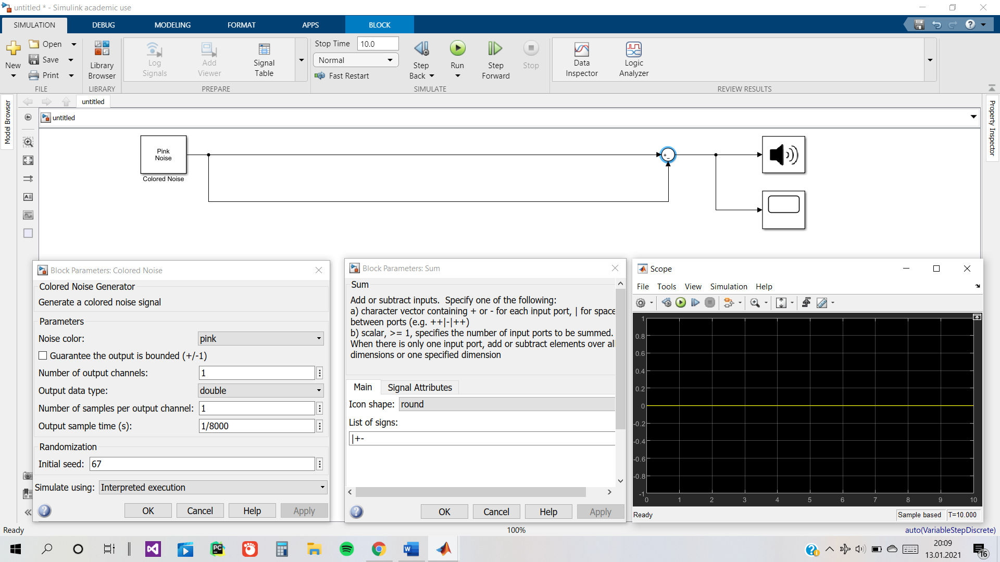 untitled * - Simulink academic use
SIMULATION DEBUG MODELING FORMAT APPS BLOCK
New
Open
Save
Print
FILE
Library Browser
LIBRARY
Log Signals
Add Viewer
Signal Table
PREPARE
Stop Time 10.0
Normal
Fast Restart
Step Back
Run
Step Forward
Stop
SIMULATE
Data Inspector
Logic Analyzer
REVIEW RESULTS
Model Browser
untitled
untitled
Property Inspector
Pink
Noise
Colored Noise
+
-
Block Parameters: Colored Noise
Colored Noise Generator
Generate a colored noise signal
Parameters
Noise color: pink
Guarantee the output is bounded (+/-1)
Number of output channels: 1
Output data type: double
Number of samples per output channel: 1
Output sample time (s): 1/8000
Randomization
Initial seed: 67
Simulate using: Interpreted execution
OK Cancel Help Apply
Block Parameters: Sum
Sum
Add or subtract inputs.  Specify one of the following:
a) character vector containing + or - for each input port, | for space
between ports (e.g. ++|-|++)
b) scalar, >= 1, specifies the number of input ports to be summed.
When there is only one input port, add or subtract elements over all
dimensions or one specified dimension
Main Signal Attributes
Icon shape: round
List of signs:
|+-
OK Cancel Help Apply
Scope
File Tools View Simulation Help
1
0.8
0.6
0.4
0.2
0
-0.2
-0.4
-0.6
-0.8
-1
0 1 2 3 4 5 6 7 8 9 10
Ready Sample based T=10.000
Ready 100% auto(VariableStepDiscrete)
20:09
13.01.2021
16